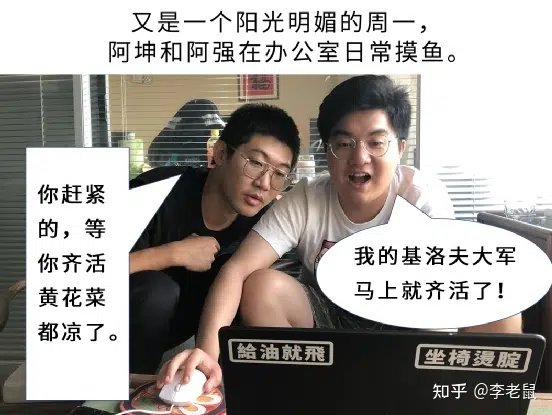 又是一个阳光明媚的周一，
阿坤和阿强在办公室日常摸鱼。
你赶紧
的，等
你齐活
黄花菜
都凉了。
我的基洛夫大军
马上就齐活了！
給油就飛
坐椅燙腚
知乎 @李老鼠